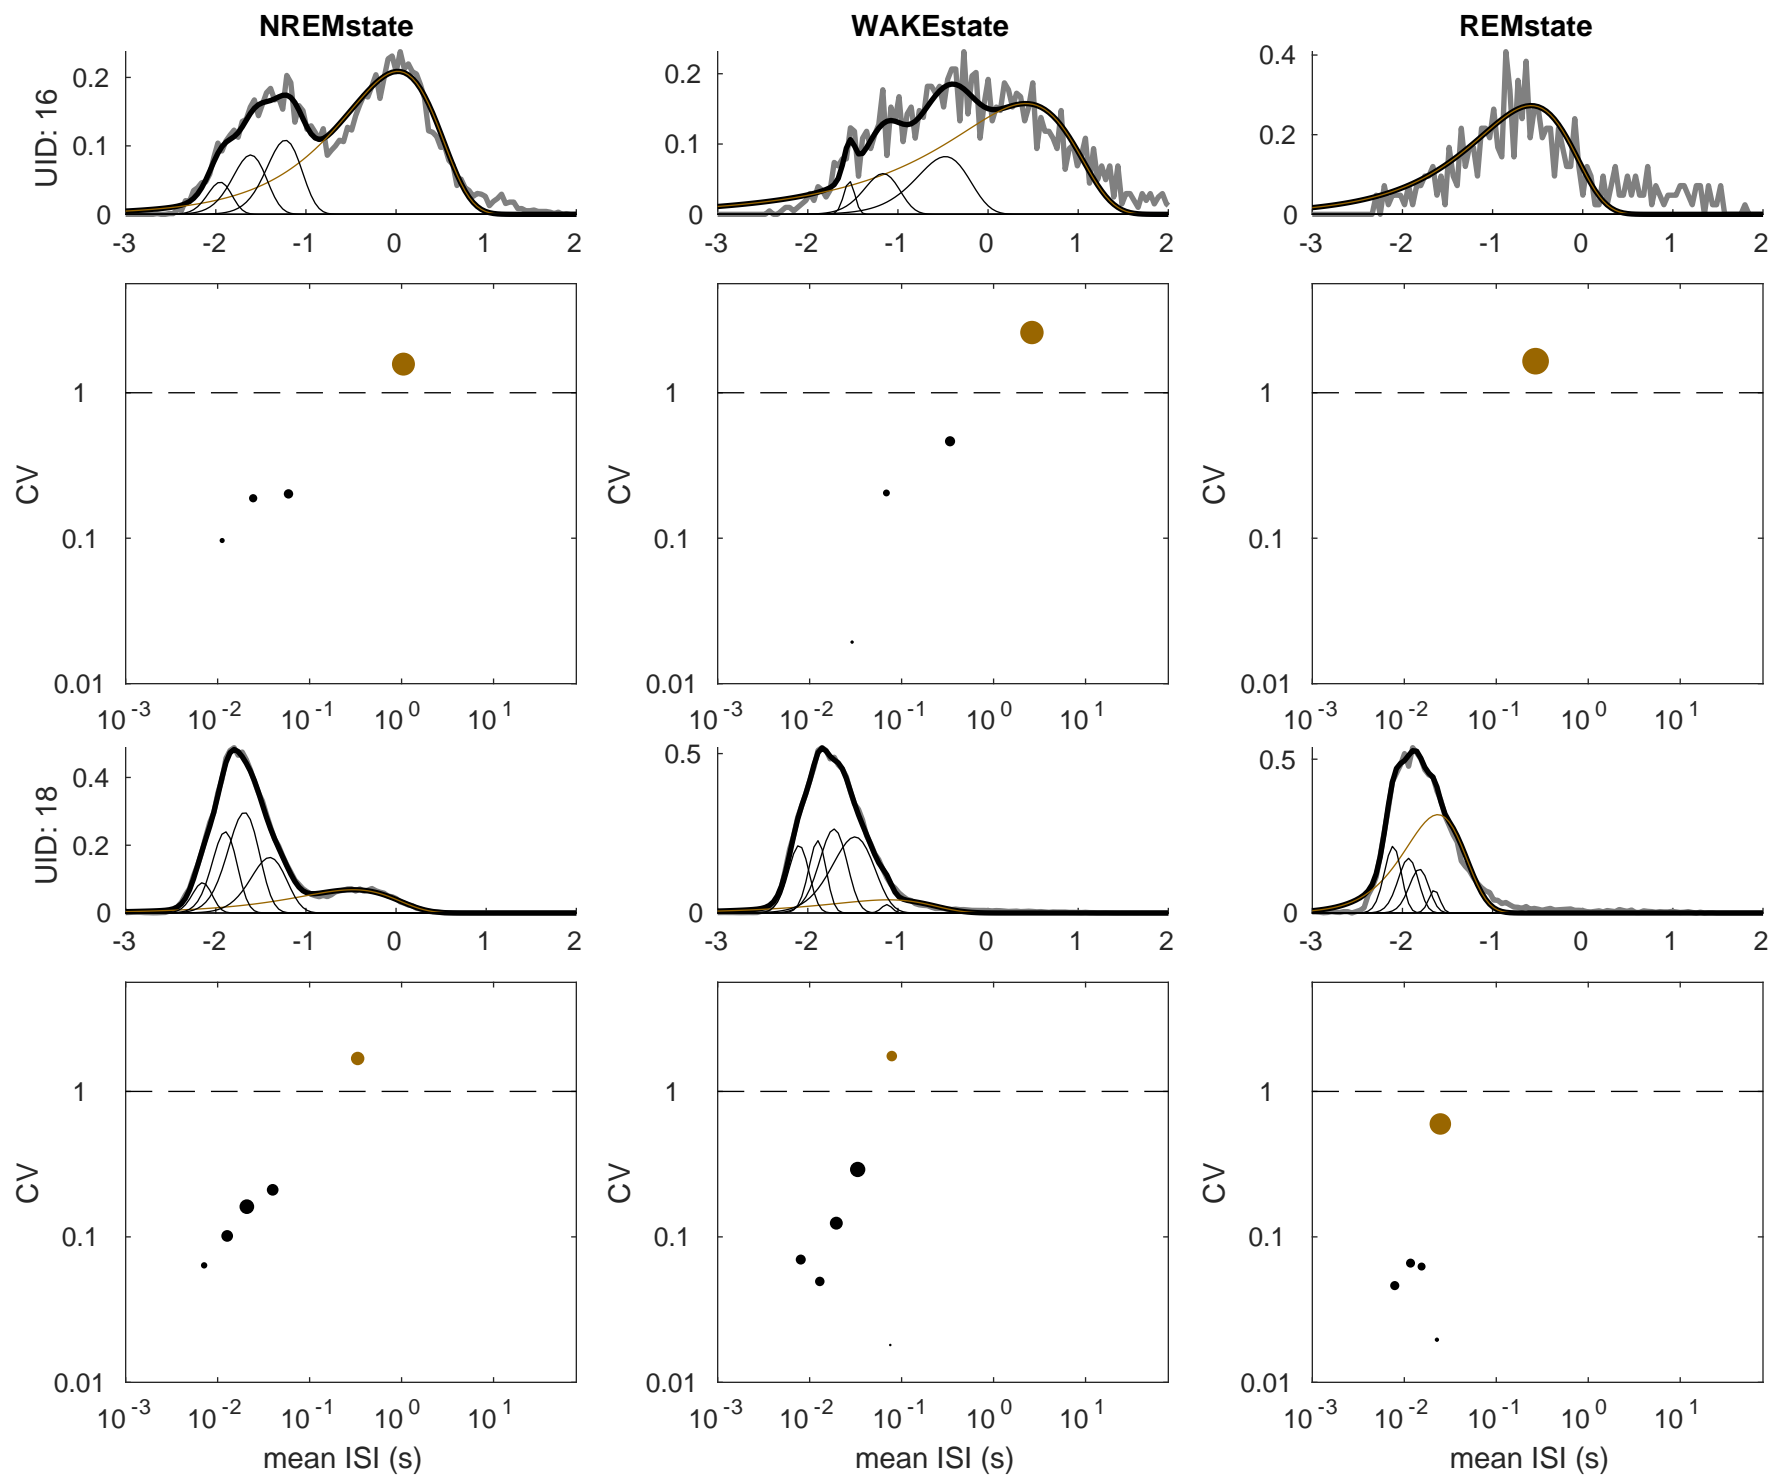 NREMstate WAKEstate REMstate
UID: 16
0.2 0.1 0
-3 -2 -1 0 1 2
0.2 0.1 0
-3 -2 -1 0 1 2
0.4 0.2 0
-3 -2 -1 0 1 2
CV
1 0.1 0.01
10^-3 10^-2 10^-1 10^0 10^1
CV
1 0.1 0.01
10^-3 10^-2 10^-1 10^0 10^1
CV
1 0.1 0.01
10^-3 10^-2 10^-1 10^0 10^1
UID: 18
0.4 0.2 0
-3 -2 -1 0 1 2
0.5 0
-3 -2 -1 0 1 2
0.5 0
-3 -2 -1 0 1 2
CV
1 0.1 0.01
10^-3 10^-2 10^-1 10^0 10^1
mean ISI (s)
CV
1 0.1 0.01
10^-3 10^-2 10^-1 10^0 10^1
mean ISI (s)
CV
1 0.1 0.01
10^-3 10^-2 10^-1 10^0 10^1
mean ISI (s)